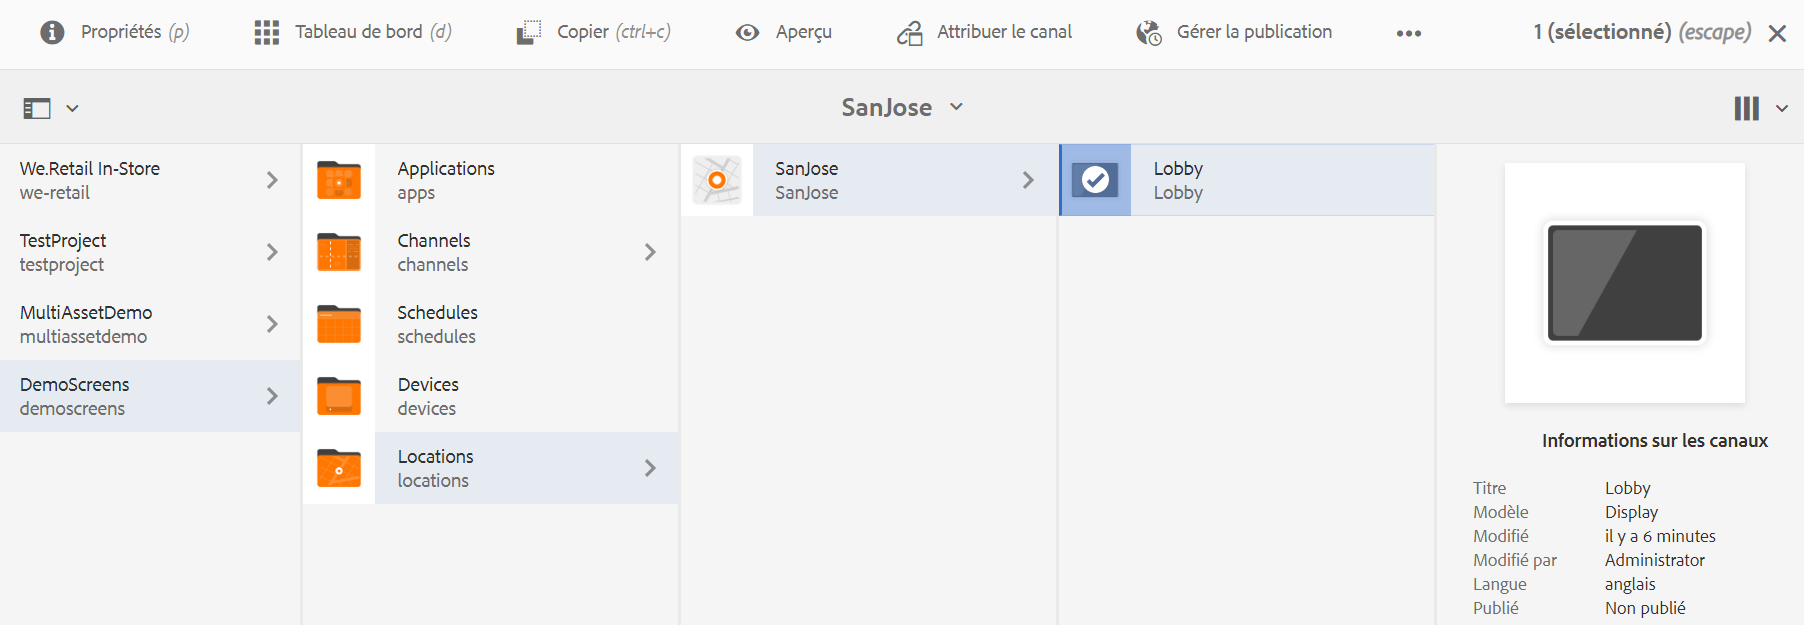 Propriétés (p)
Tableau de bord (d)
Copier (ctrl+c)
Aperçu
Attribuer le canal
Gérer la publication
1 (sélectionné) (escape)
SanJose
We.Retail In-Store
we-retail
TestProject
testproject
MultiAssetDemo
multiassetdemo
DemoScreens
demoscreens
Applications
apps
Channels
channels
Schedules
schedules
Devices
devices
Locations
locations
SanJose
SanJose
Lobby
Lobby
Informations sur les canaux
Titre Lobby
Modèle Display
Modifié il y a 6 minutes
Modifié par Administrator
Langue anglais
Publié Non publié